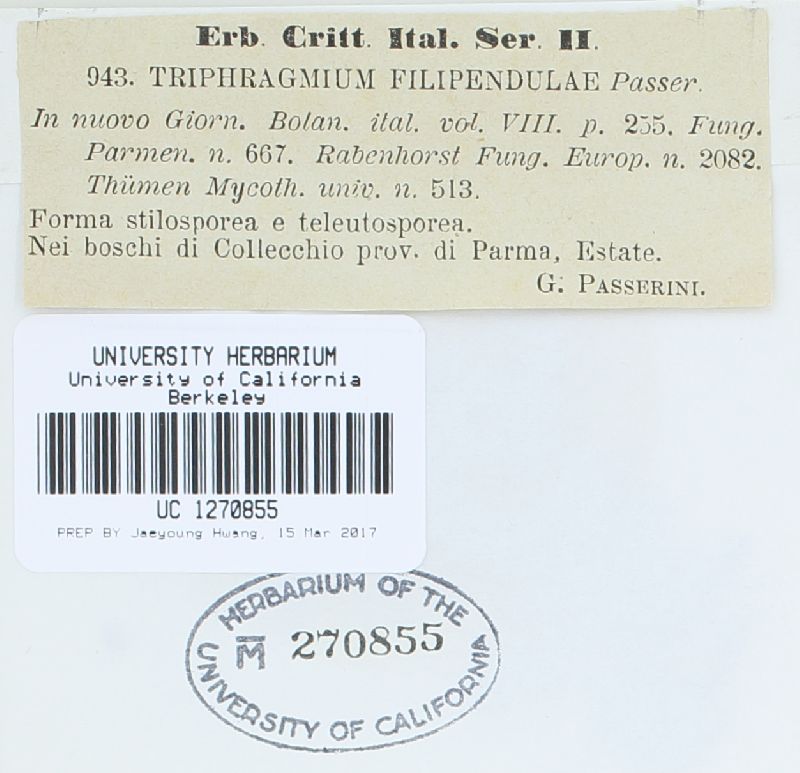 Erb. Critt. Ital. Ser. II.
943. TRIPHRAGMIUM FILIPENDULAE Passer.
In nuovo Giorn. Botan. ital. vol. VIII. p. 255. Fung.
Parmen. n. 667. Rabenhorst Fung. Europ. n. 2082.
Thümen Mycoth. univ. n. 513.
Forma stilosporea e teleutosporea.
Nei boschi di Collecchio prov. di Parma, Estate.
G. PASSERINI.
UNIVERSITY HERBARIUM
University of California
Berkeley
UC 1270855
PREP BY Jaeyoung Hwang, 15 Mar 2017
HERBARIUM OF THE
M 270855
UNIVERSITY OF CALIFORNIA